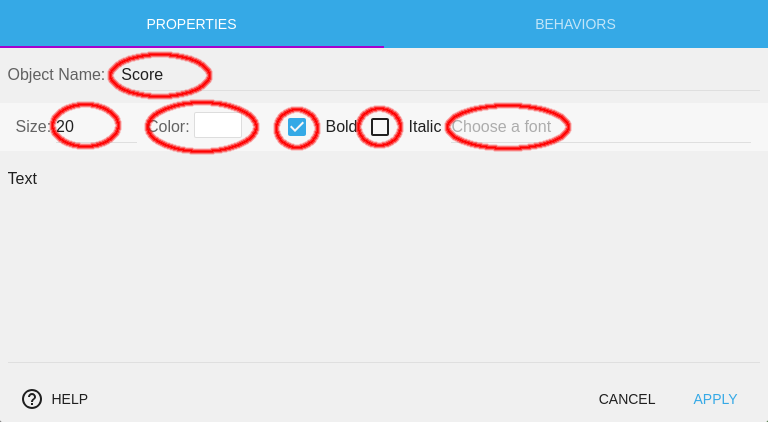 PROPERTIES BEHAVIORS
Object Name: Score
Size: 20 Color: Bold Italic Choose a font
Text
HELP CANCEL APPLY